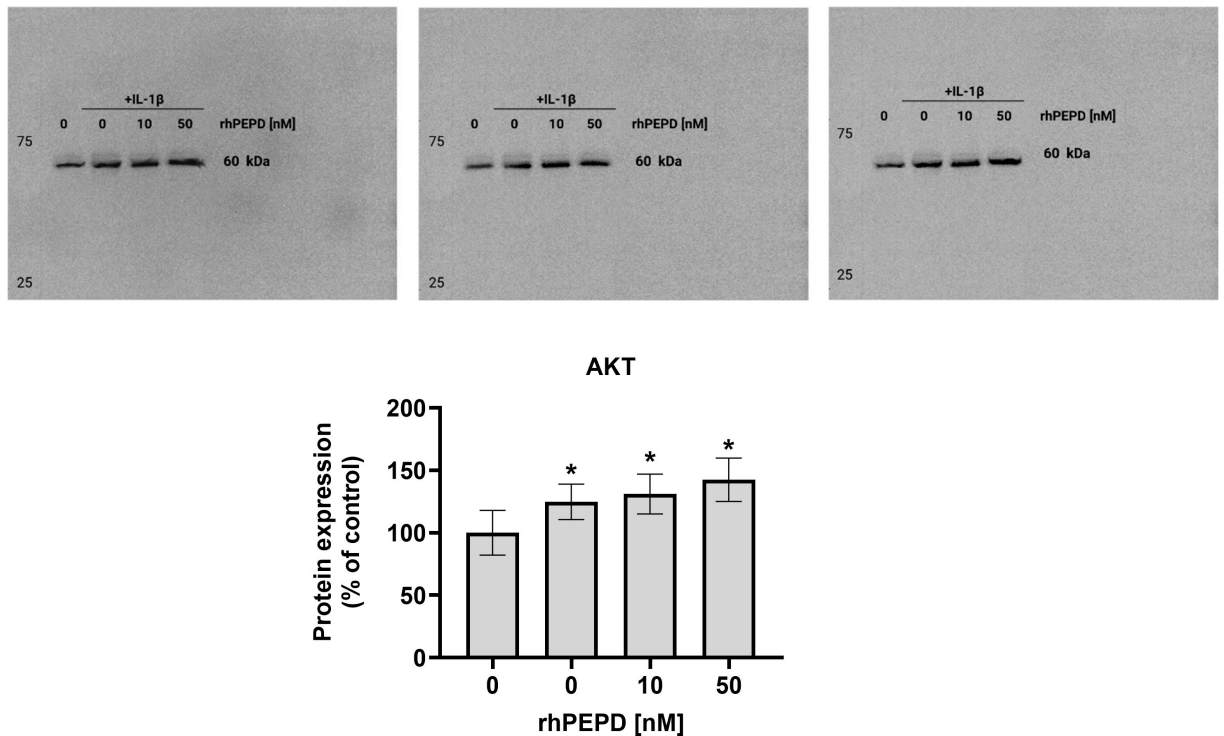 +IL-1β
0 0 10 50 rhPEPD [nM]
75
60 kDa
25
+IL-1β
0 0 10 50 rhPEPD [nM]
75
60 kDa
25
+IL-1β
0 0 10 50 rhPEPD [nM]
75
60 kDa
25
AKT
Protein expression
(% of control)
200
150
100
50
0
* * *
0 0 10 50
rhPEPD [nM]